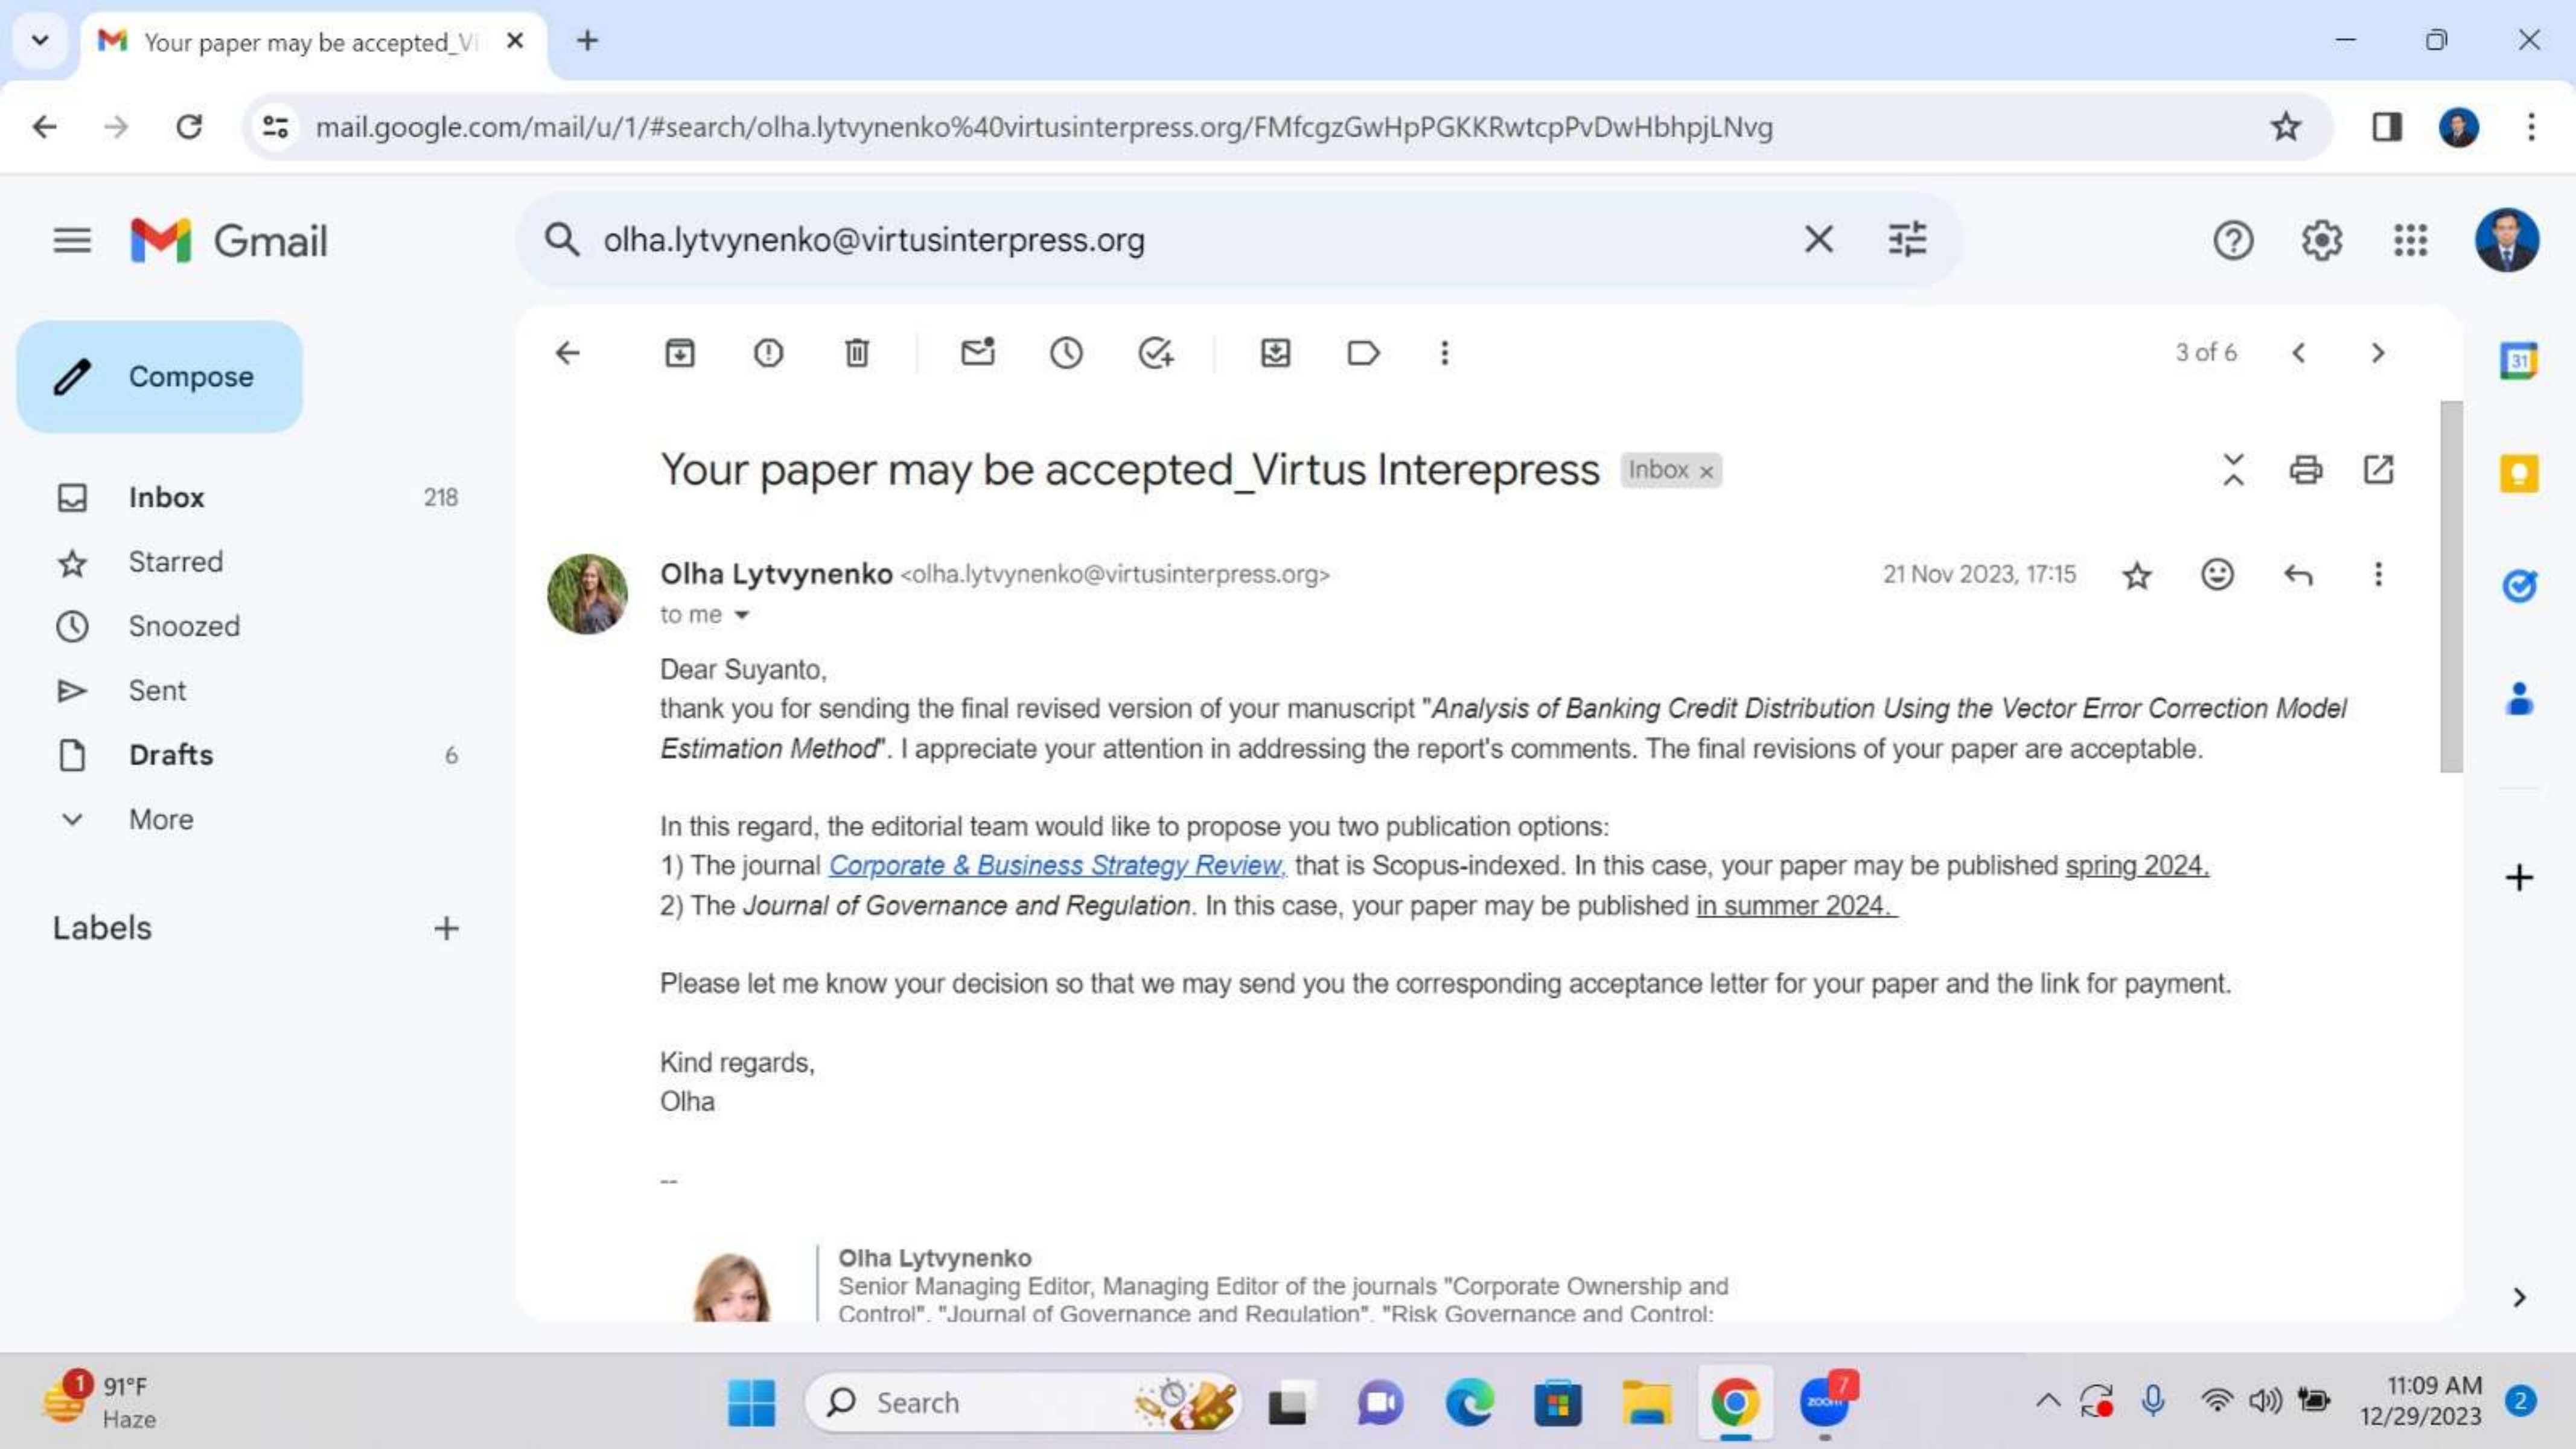 Your paper may be accepted_Vi
mail.google.com/mail/u/1/#search/olha.lytvynenko%40virtusinterpress.org/FMfcgzGwHpPGKKRwtcpPvDwHbhpjLNvg
Gmail
olha.lytvynenko@virtusinterpress.org
Compose
3 of 6
31
Your paper may be accepted_Virtus Interepress Inbox x
Inbox 218
Starred
Snoozed
Sent
Drafts 6
More
Labels
Olha Lytvynenko <olha.lytvynenko@virtusinterpress.org>
21 Nov 2023, 17:15
to me
Dear Suyanto,
thank you for sending the final revised version of your manuscript "Analysis of Banking Credit Distribution Using the Vector Error Correction Model
Estimation Method". I appreciate your attention in addressing the report's comments. The final revisions of your paper are acceptable.
In this regard, the editorial team would like to propose you two publication options:
1) The journal Corporate & Business Strategy Review, that is Scopus-indexed. In this case, your paper may be published spring 2024.
2) The Journal of Governance and Regulation. In this case, your paper may be published in summer 2024.
Please let me know your decision so that we may send you the corresponding acceptance letter for your paper and the link for payment.
Kind regards,
Olha
--
Olha Lytvynenko
Senior Managing Editor, Managing Editor of the journals "Corporate Ownership and
Control", "Journal of Governance and Regulation", "Risk Governance and Control:
1
91°F
Haze
Search
zoom
7
11:09 AM
12/29/2023
2